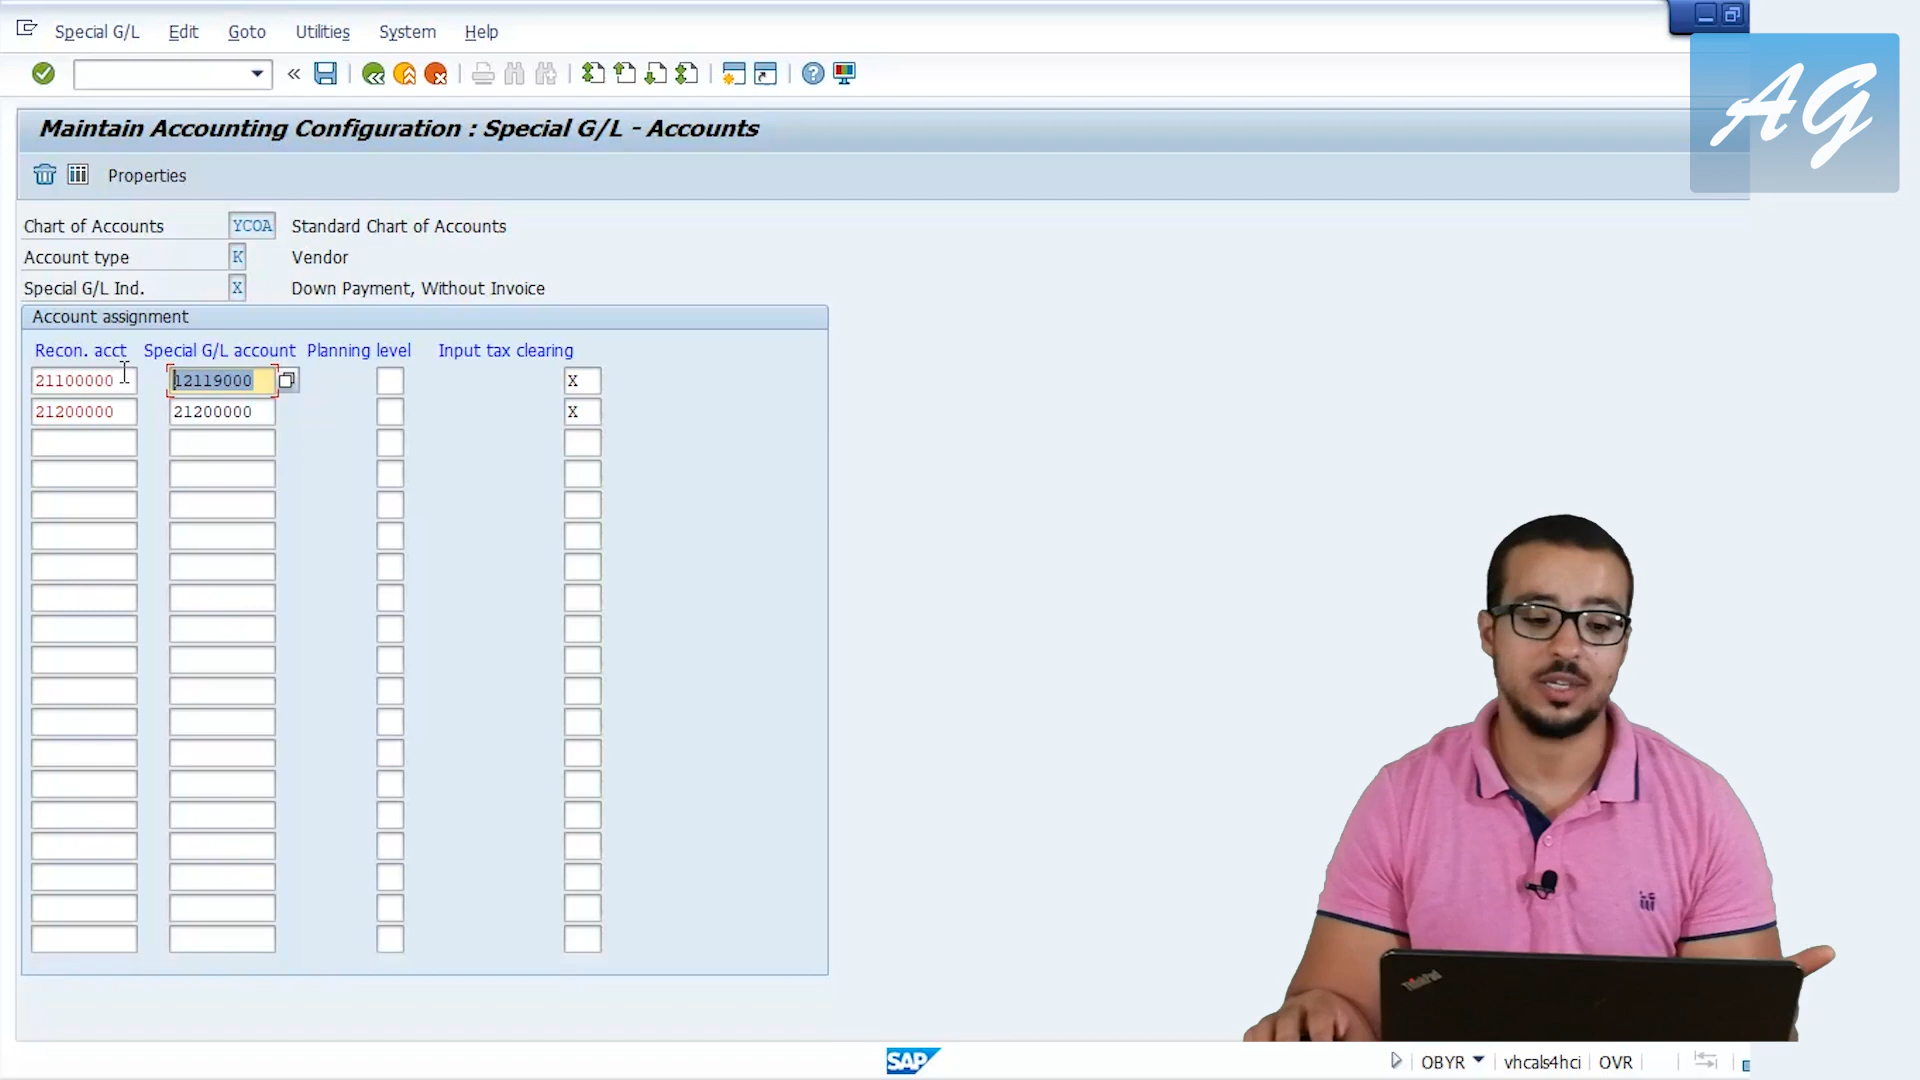 Special G/L Edit Goto Utilities System Help
Maintain Accounting Configuration : Special G/L - Accounts
AG
Properties
Chart of Accounts YCOA Standard Chart of Accounts
Account type K Vendor
Special G/L Ind. X Down Payment, Without Invoice
Account assignment
Recon. acct Special G/L account Planning level Input tax clearing
21100000 12119000 X
21200000 21200000 X
ThinkPad
SAP OBYR vhcals4hci OVR